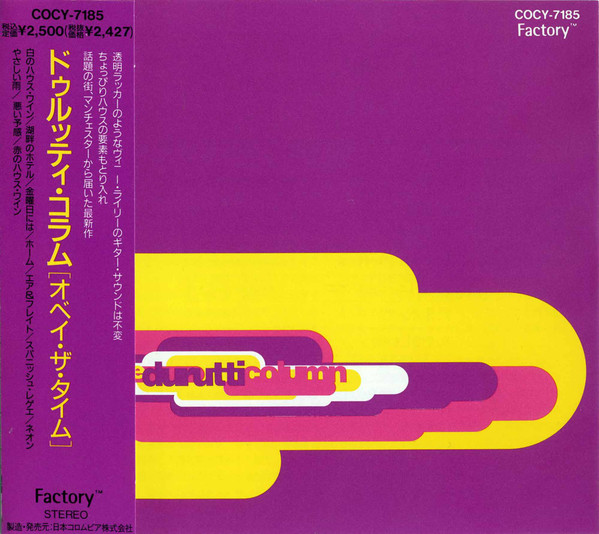 COCY-7185
税込定価¥2,500(税抜価格¥2,427)
ドゥルッティ・コラム[オベイ・ザ・タイム]
透明ラッカーのようなヴィニー・ライリーのギター・サウンドは不変
ちょっぴりハウスの要素もとり入れ
話題の街、マンチェスターから届いた最新作
白のハウス・ワイン/湖畔のホテル/金曜日には/ホーム/エア&フレイト/スパニッシュ・レゲエ/ネオン
やさしい雨/悪い予感/赤のハウス・ワイン
Factory™
STEREO
製造・発売元:日本コロムビア株式会社
COCY-7185
Factory™
e durutti column